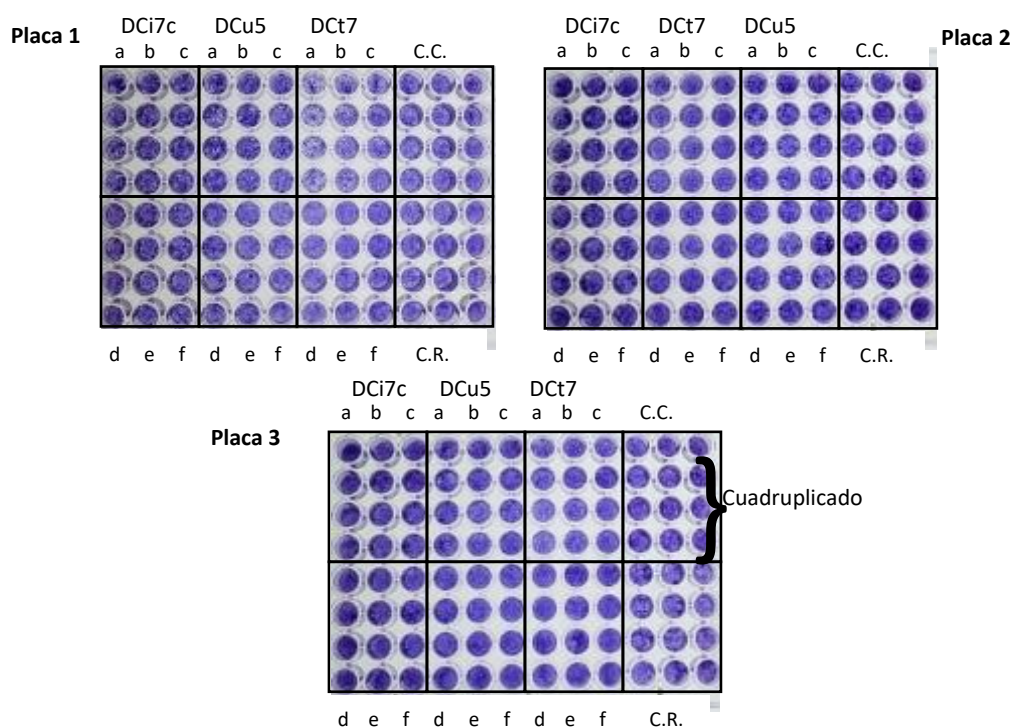 Placa 1
DCi7c DCu5 DCt7
a b c a b c a b c C.C.
d e f d e f d e f C.R.
Placa 2
DCi7c DCt7 DCu5
a b c a b c a b c C.C.
d e f d e f d e f C.R.
Placa 3
DCi7c DCu5 DCt7
a b c a b c a b c C.C.
Cuadruplicado
d e f d e f d e f C.R.